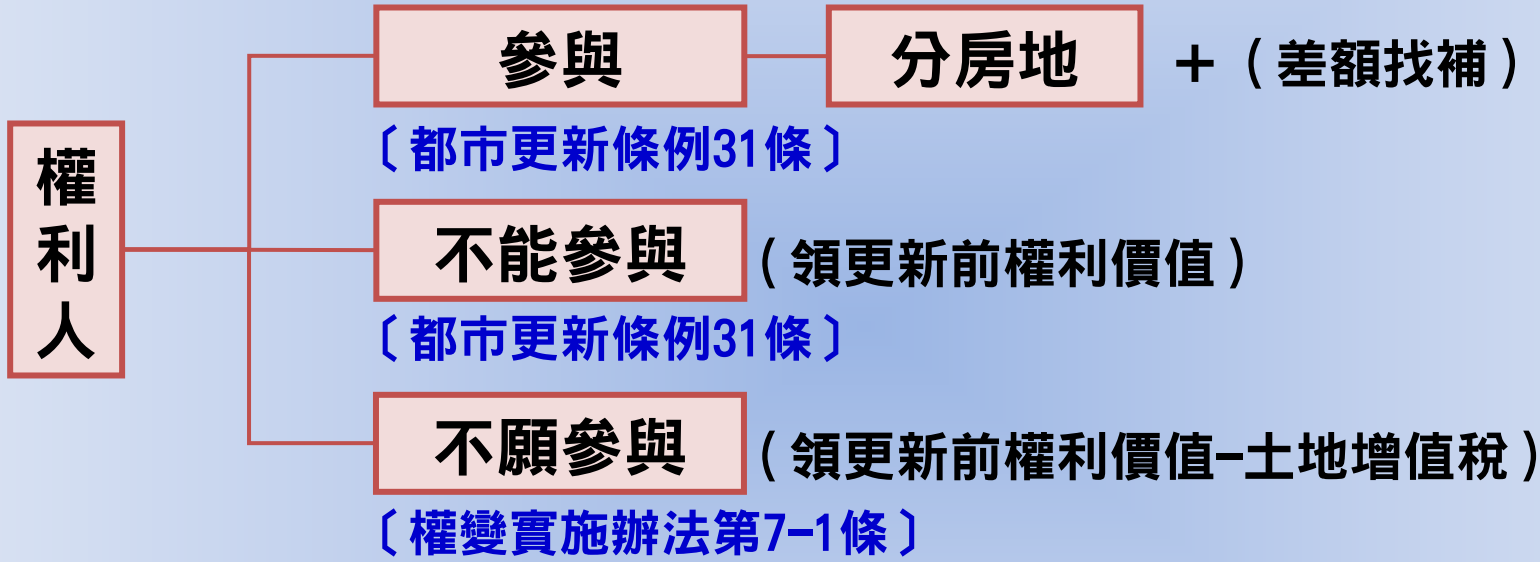 權利人
參與 分房地 ＋（差額找補）
〔都市更新條例31條〕
不能參與（領更新前權利價值）
〔都市更新條例31條〕
不願參與（領更新前權利價值-土地增值稅）
〔權變實施辦法第7-1條〕